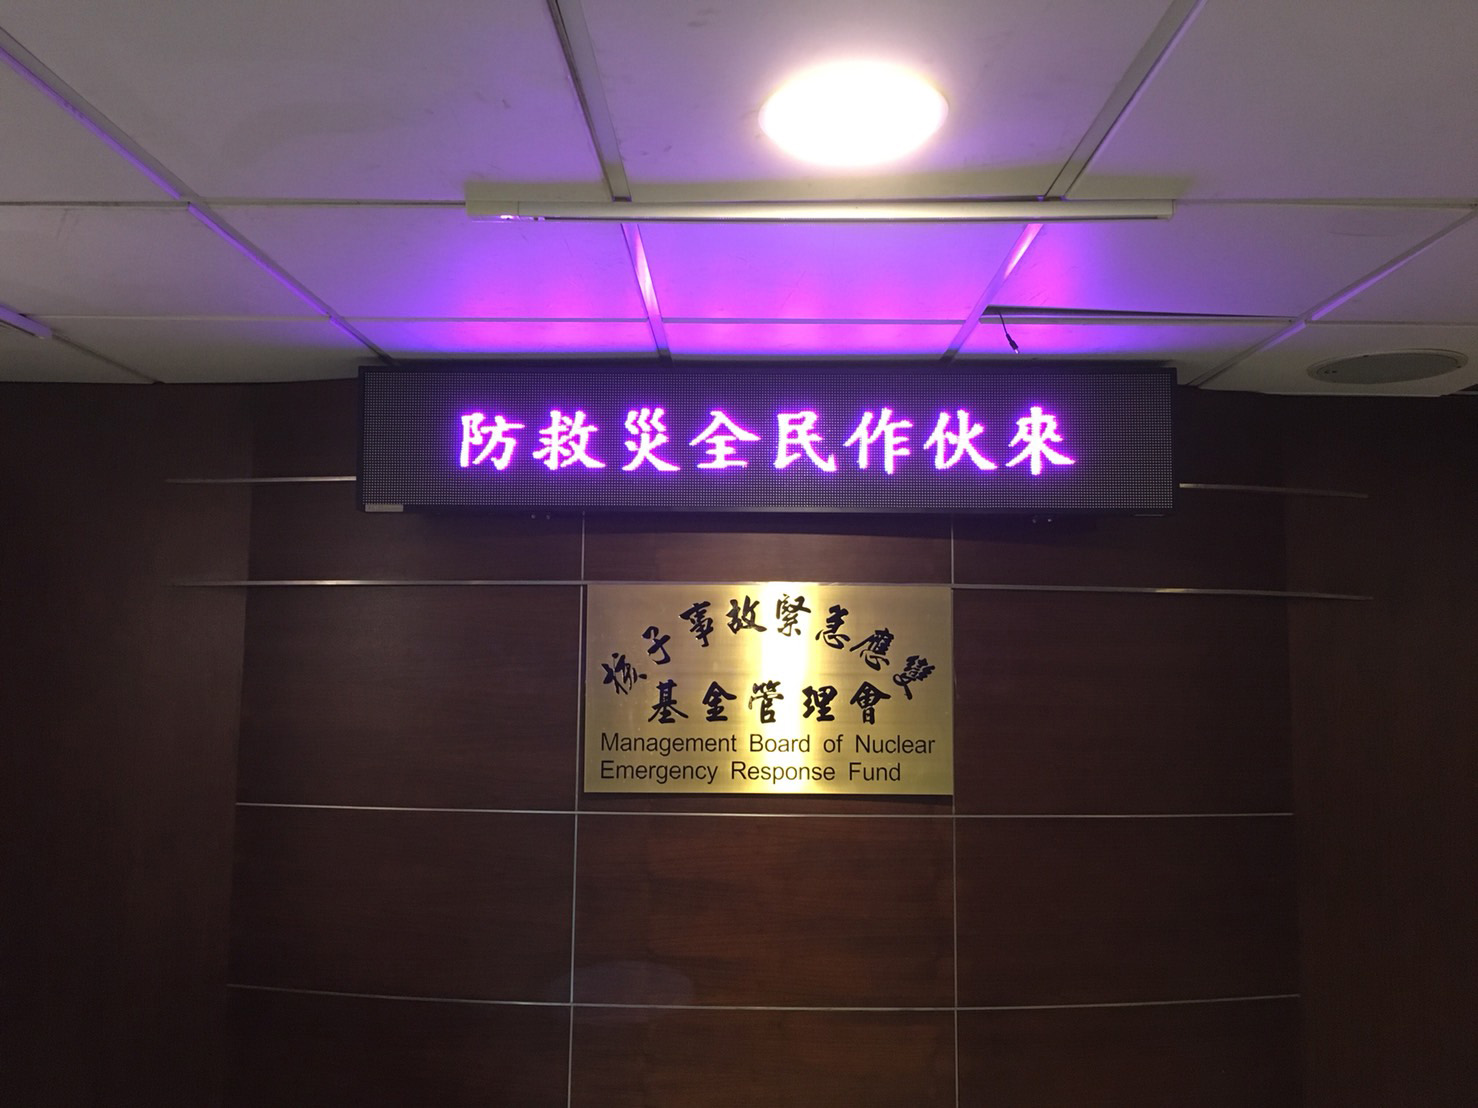 防救災全民作伙來
核子事故緊急應變
基金管理會
Management Board of Nuclear
Emergency Response Fund